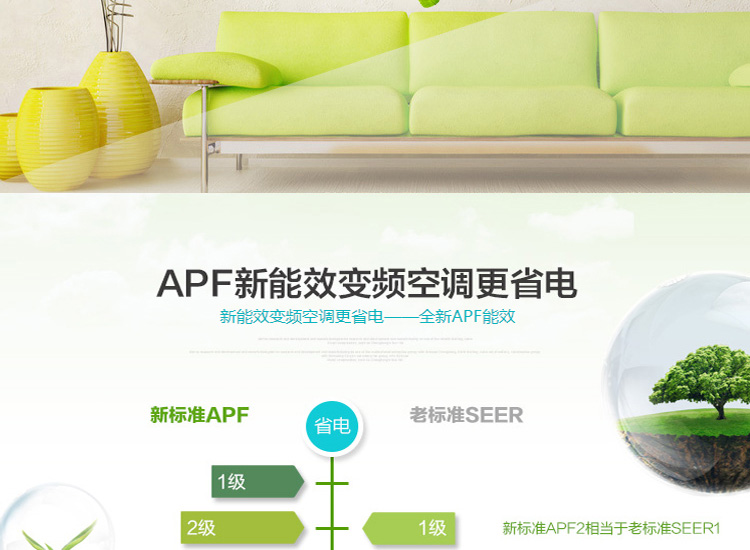 APF新能效变频空调更省电
新能效变频空调更省电——全新APF能效
新标准APF
省电
老标准SEER
1级
2级
1级
新标准APF2相当于老标准SEER1